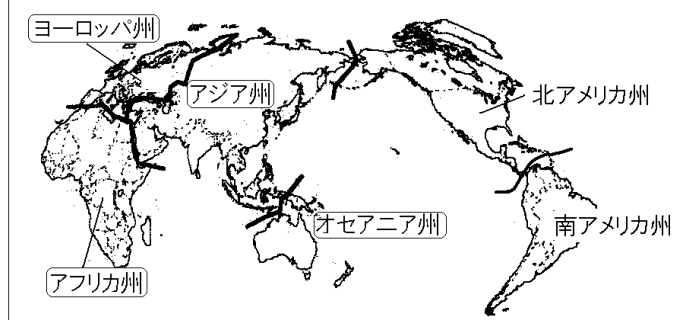 ヨーロッパ州
アジア州
北アメリカ州
オセアニア州
南アメリカ州
アフリカ州